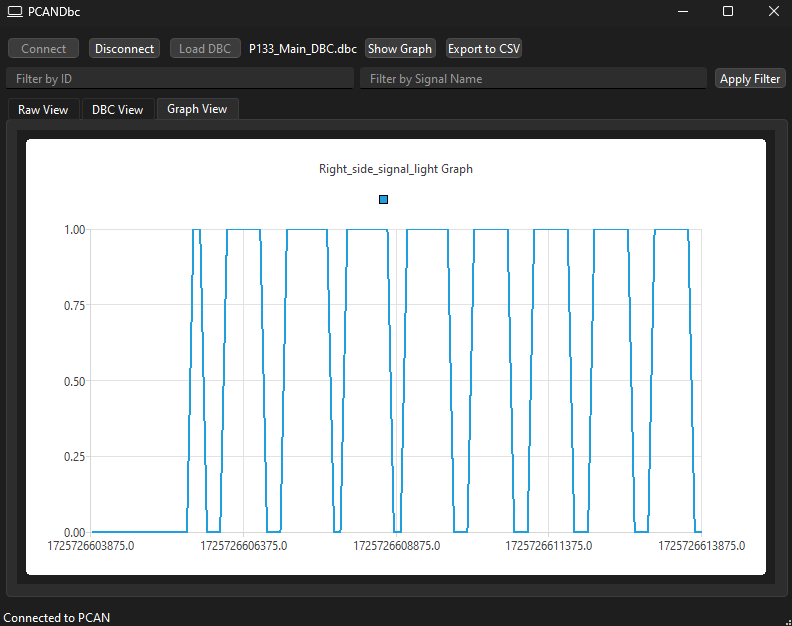 PCANDbc
Connect Disconnect Load DBC P133_Main_DBC.dbc Show Graph Export to CSV
Filter by ID Filter by Signal Name Apply Filter
Raw View DBC View Graph View
Right_side_signal_light Graph
1.00
0.75
0.50
0.25
0.00
1725726603875.0 1725726606375.0 1725726608875.0 1725726611375.0 1725726613875.0
Connected to PCAN